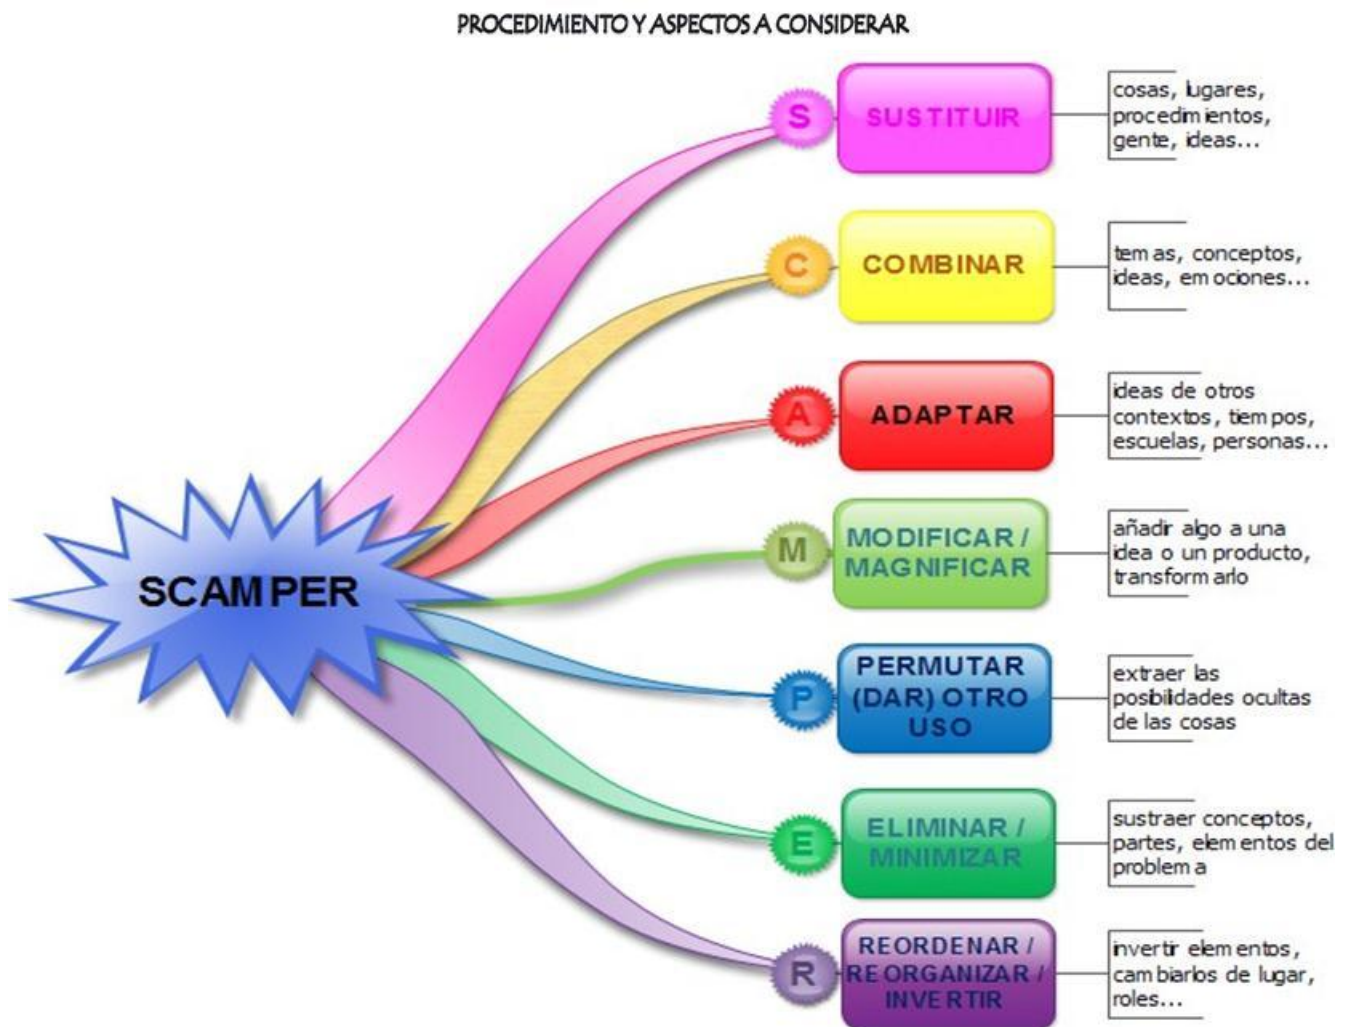 PROCEDIMIENTO Y ASPECTOS A CONSIDERAR
SCAMPER
S
SUSTITUIR
cosas, lugares,
procedimientos,
gente, ideas...
C
COMBINAR
temas, conceptos,
ideas, emociones...
A
ADAPTAR
ideas de otros
contextos, tiempos,
escuelas, personas...
M
MODIFICAR /
MAGNIFICAR
añadir algo a una
idea o un producto,
transformarlo
P
PERMUTAR
(DAR) OTRO
USO
extraer las
posibilidades ocultas
de las cosas
E
ELIMINAR /
MINIMIZAR
sustraer conceptos,
partes, elementos del
problema
R
REORDENAR /
REORGANIZAR /
INVERTIR
invertir elementos,
cambiarlos de lugar,
roles...